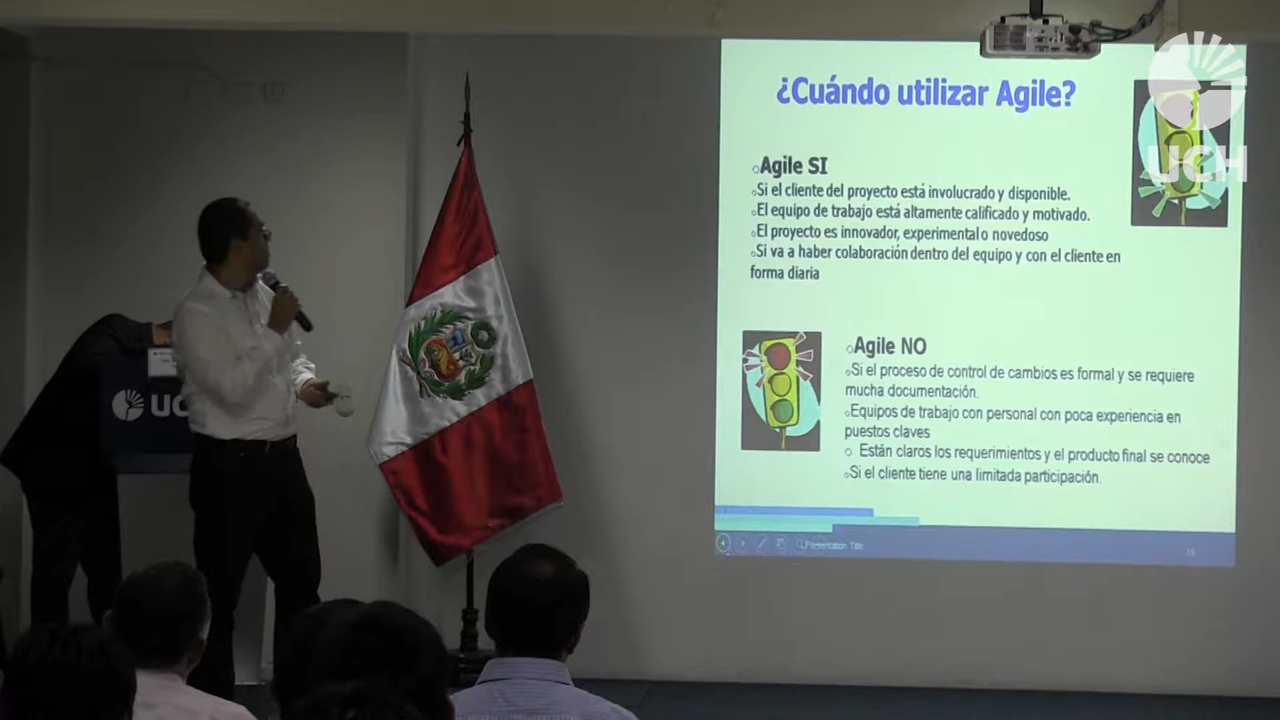 ¿Cuándo utilizar Agile?
UCH
Agile SI
Si el cliente del proyecto está involucrado y disponible.
El equipo de trabajo está altamente calificado y motivado.
El proyecto es innovador, experimental o novedoso
Si va a haber colaboración dentro del equipo y con el cliente en
forma diaria
Agile NO
Si el proceso de control de cambios es formal y se requiere
mucha documentación.
Equipos de trabajo con personal con poca experiencia en
puestos claves
Están claros los requerimientos y el producto final se conoce
Si el cliente tiene una limitada participación.
Presentation Title
UC